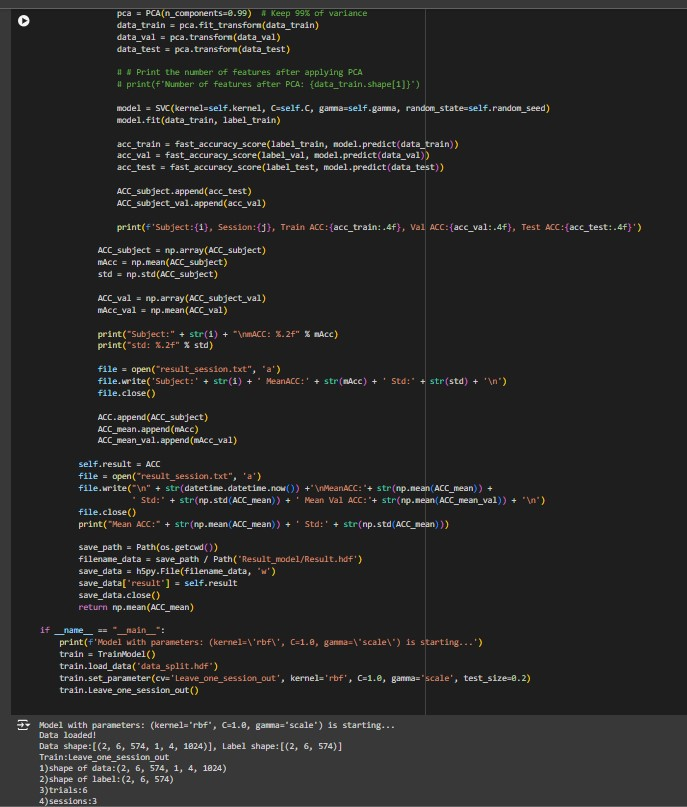 pca = PCA(n_components=0.99)  # Keep 99% of variance
data_train = pca.fit_transform(data_train)
data_val = pca.transform(data_val)
data_test = pca.transform(data_test)
# # Print the number of features after applying PCA
# print(f'Number of features after PCA: {data_train.shape[1]}')
model = SVC(kernel=self.kernel, C=self.C, gamma=self.gamma, random_state=self.random_seed)
model.fit(data_train, label_train)
acc_train = fast_accuracy_score(label_train, model.predict(data_train))
acc_val = fast_accuracy_score(label_val, model.predict(data_val))
acc_test = fast_accuracy_score(label_test, model.predict(data_test))
ACC_subject.append(acc_test)
ACC_subject_val.append(acc_val)
print(f'Subject:{i}, Session:{j}, Train ACC:{acc_train:.4f}, Val ACC:{acc_val:.4f}, Test ACC:{acc_test:.4f}')
ACC_subject = np.array(ACC_subject)
mAcc = np.mean(ACC_subject)
std = np.std(ACC_subject)
ACC_val = np.array(ACC_subject_val)
mAcc_val = np.mean(ACC_val)
print("Subject:" + str(i) + "\nmACC: %.2f" % mAcc)
print("std: %.2f" % std)
file = open("result_session.txt", 'a')
file.write('Subject:' + str(i) + ' MeanACC:' + str(mAcc) + ' Std:' + str(std) + '\n')
file.close()
ACC.append(ACC_subject)
ACC_mean.append(mAcc)
ACC_mean_val.append(mAcc_val)
self.result = ACC
file = open("result_session.txt", 'a')
file.write("\n" + str(datetime.datetime.now()) +'\nMeanACC:'+ str(np.mean(ACC_mean)) +
' Std:' + str(np.std(ACC_mean)) + ' Mean Val ACC:'+ str(np.mean(ACC_mean_val)) + '\n')
file.close()
print("Mean ACC:" + str(np.mean(ACC_mean)) + ' Std:' + str(np.std(ACC_mean)))
save_path = Path(os.getcwd())
filename_data = save_path / Path('Result_model/Result.hdf')
save_data = h5py.File(filename_data, 'w')
save_data['result'] = self.result
save_data.close()
return np.mean(ACC_mean)
if __name__ == "__main__":
print(f'Model with parameters: (kernel=\'rbf\', C=1.0, gamma=\'scale\') is starting...')
train = TrainModel()
train.load_data('data_split.hdf')
train.set_parameter(cv='Leave_one_session_out', kernel='rbf', C=1.0, gamma='scale', test_size=0.2)
train.Leave_one_session_out()
Model with parameters: (kernel='rbf', C=1.0, gamma='scale') is starting...
Data loaded!
Data shape:[(2, 6, 574, 1, 4, 1024)], Label shape:[(2, 6, 574)]
Train:Leave_one_session_out
1)shape of data:(2, 6, 574, 1, 4, 1024)
2)shape of label:(2, 6, 574)
3)trials:6
4)sessions:3